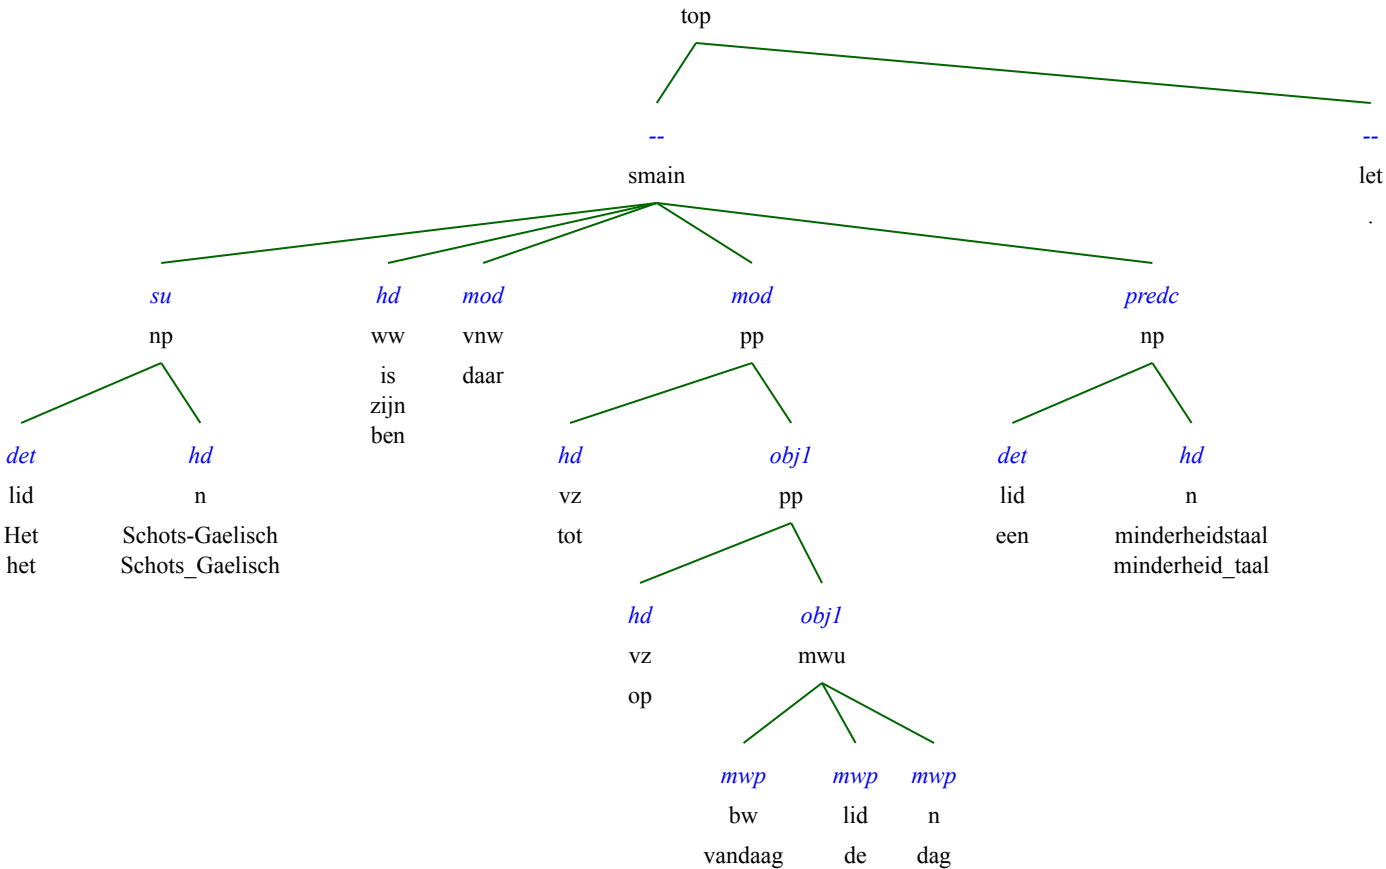 top
-- --
smain let
.
su hd mod mod predc
np ww vnw pp np
is daar
zijn
ben
det hd hd obj1 det hd
lid n vz pp lid n
Het Schots-Gaelisch tot een minderheidstaal
het Schots_Gaelisch minderheid_taal
hd obj1
vz mwu
op
mwp mwp mwp
bw lid n
vandaag de dag